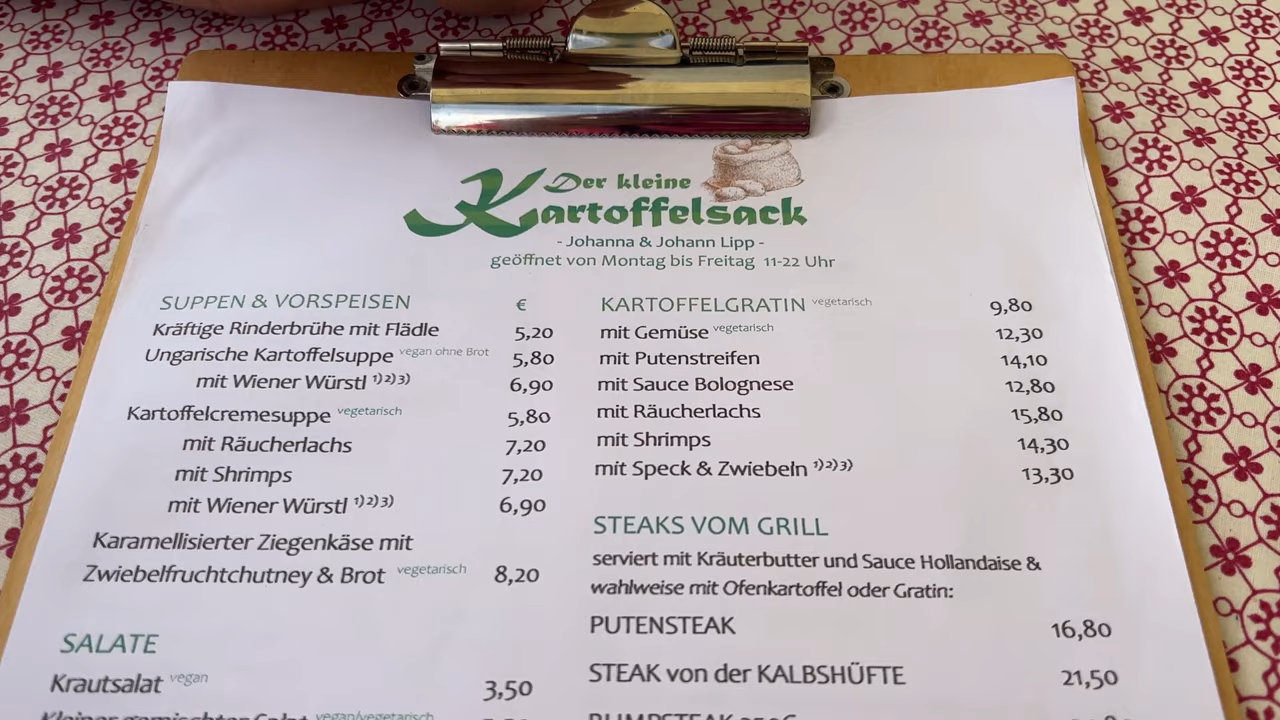 Der kleine
Kartoffelsack
- Johanna & Johann Lipp -
geöffnet von Montag bis Freitag 11-22 Uhr
SUPPEN & VORSPEISEN €
Kräftige Rinderbrühe mit Flädle 5,20
Ungarische Kartoffelsuppe vegan ohne Brot 5,80
mit Wiener Würstl 1)2)3) 6,90
Kartoffelcremesuppe vegetarisch 5,80
mit Räucherlachs 7,20
mit Shrimps 7,20
mit Wiener Würstl 1)2)3) 6,90
Karamellisierter Ziegenkäse mit
Zwiebelfruchtchutney & Brot vegetarisch 8,20
SALATE
Krautsalat vegan 3,50
Kleiner gemischter Salat vegan/vegetarisch
KARTOFFELGRATIN vegetarisch 9,80
mit Gemüse vegetarisch 12,30
mit Putenstreifen 14,10
mit Sauce Bolognese 12,80
mit Räucherlachs 15,80
mit Shrimps 14,30
mit Speck & Zwiebeln 1)2)3) 13,30
STEAKS VOM GRILL
serviert mit Kräuterbutter und Sauce Hollandaise &
wahlweise mit Ofenkartoffel oder Gratin:
PUTENSTEAK 16,80
STEAK von der KALBSHÜFTE 21,50
RUMPSTEAK